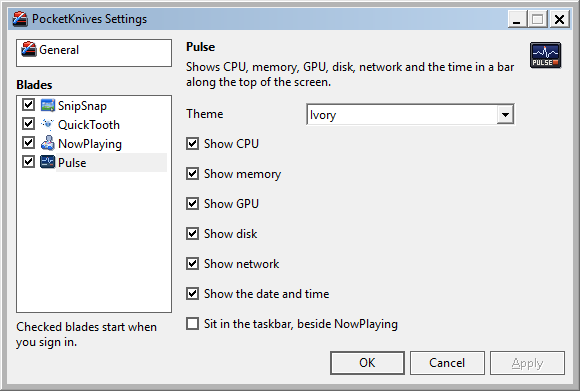 PocketKnives Settings
General
Blades
SnipSnap
QuickTooth
NowPlaying
Pulse
Checked blades start when
you sign in.
Pulse
Shows CPU, memory, GPU, disk, network and the time in a bar
along the top of the screen.
PULSE
Theme
Ivory
Show CPU
Show memory
Show GPU
Show disk
Show network
Show the date and time
Sit in the taskbar, beside NowPlaying
OK
Cancel
Apply